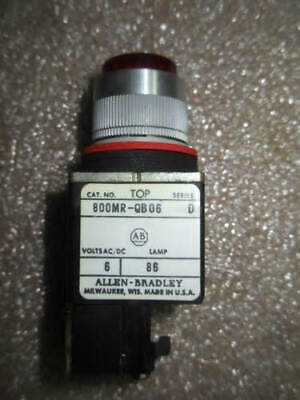 CAT. NO. TOP SERIES
800MR-QB06 D
AB
VOLTS AC/DC LAMP
6 86
ALLEN-BRADLEY
MILWAUKEE, WIS. MADE IN U.S.A.